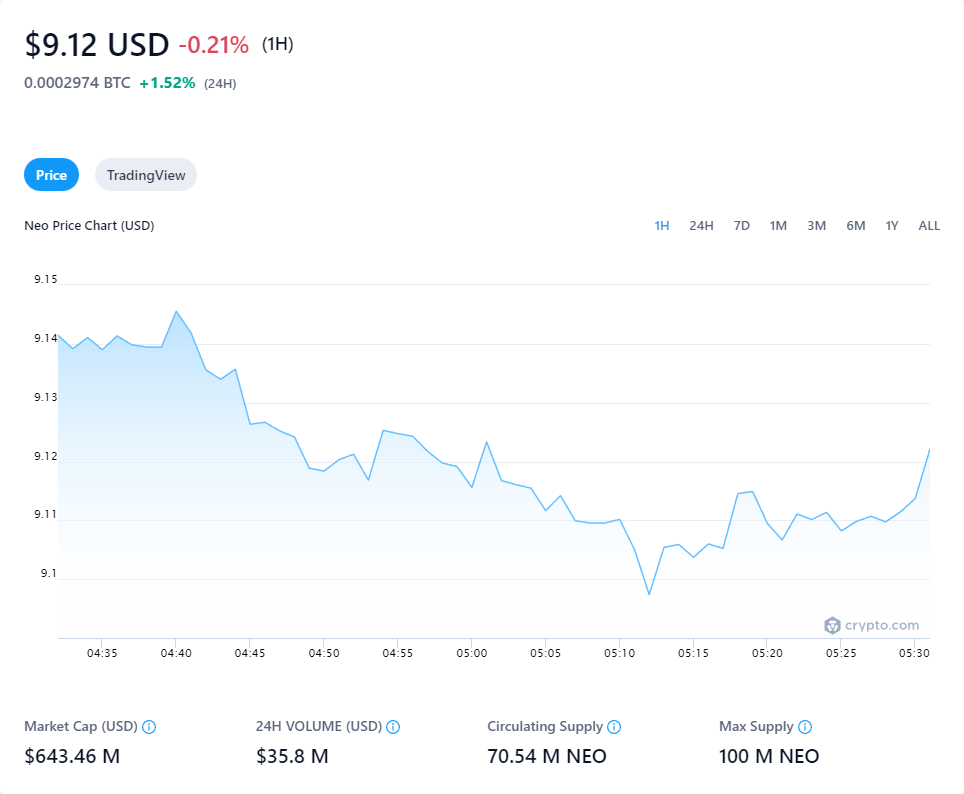 $9.12 USD -0.21% (1H)
0.0002974 BTC +1.52% (24H)
Price TradingView
Neo Price Chart (USD) 1H 24H 7D 1M 3M 6M 1Y ALL
9.15
9.14
9.13
9.12
9.11
9.1
crypto.com
04:35 04:40 04:45 04:50 04:55 05:00 05:05 05:10 05:15 05:20 05:25 05:30
Market Cap (USD) 24H VOLUME (USD) Circulating Supply Max Supply
$643.46 M $35.8 M 70.54 M NEO 100 M NEO